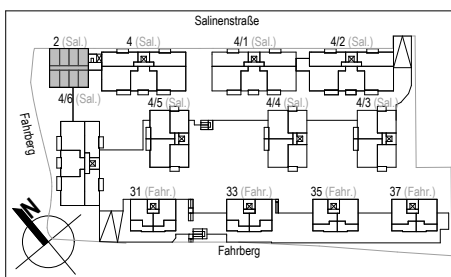 Salinenstraße
2 (Sal.)
4 (Sal.)
4/1 (Sal.)
4/2 (Sal.)
4/6 (Sal.)
4/5 (Sal.)
4/4 (Sal.)
4/3 (Sal.)
Fahrberg
31 (Fahr.)
33 (Fahr.)
35 (Fahr.)
37 (Fahr.)
N
Fahrberg